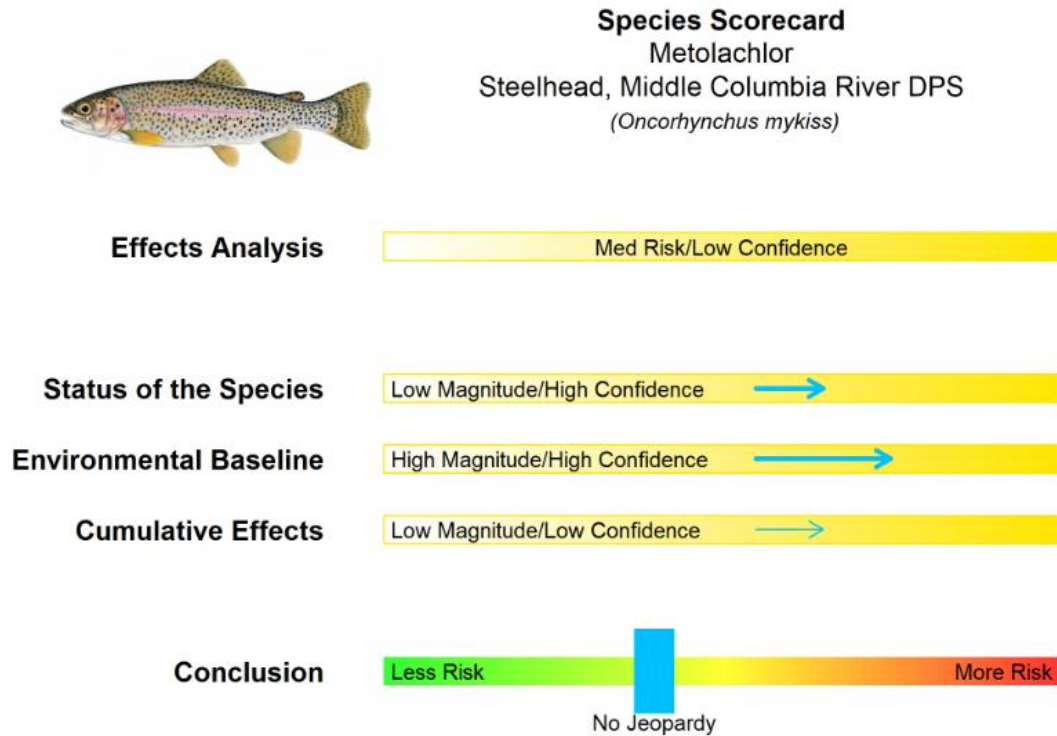 Species Scorecard
Metolachlor
Steelhead, Middle Columbia River DPS
(Oncorhynchus mykiss)
Effects Analysis
Med Risk/Low Confidence
Status of the Species
Low Magnitude/High Confidence
Environmental Baseline
High Magnitude/High Confidence
Cumulative Effects
Low Magnitude/Low Confidence
Conclusion
Less Risk
More Risk
No Jeopardy